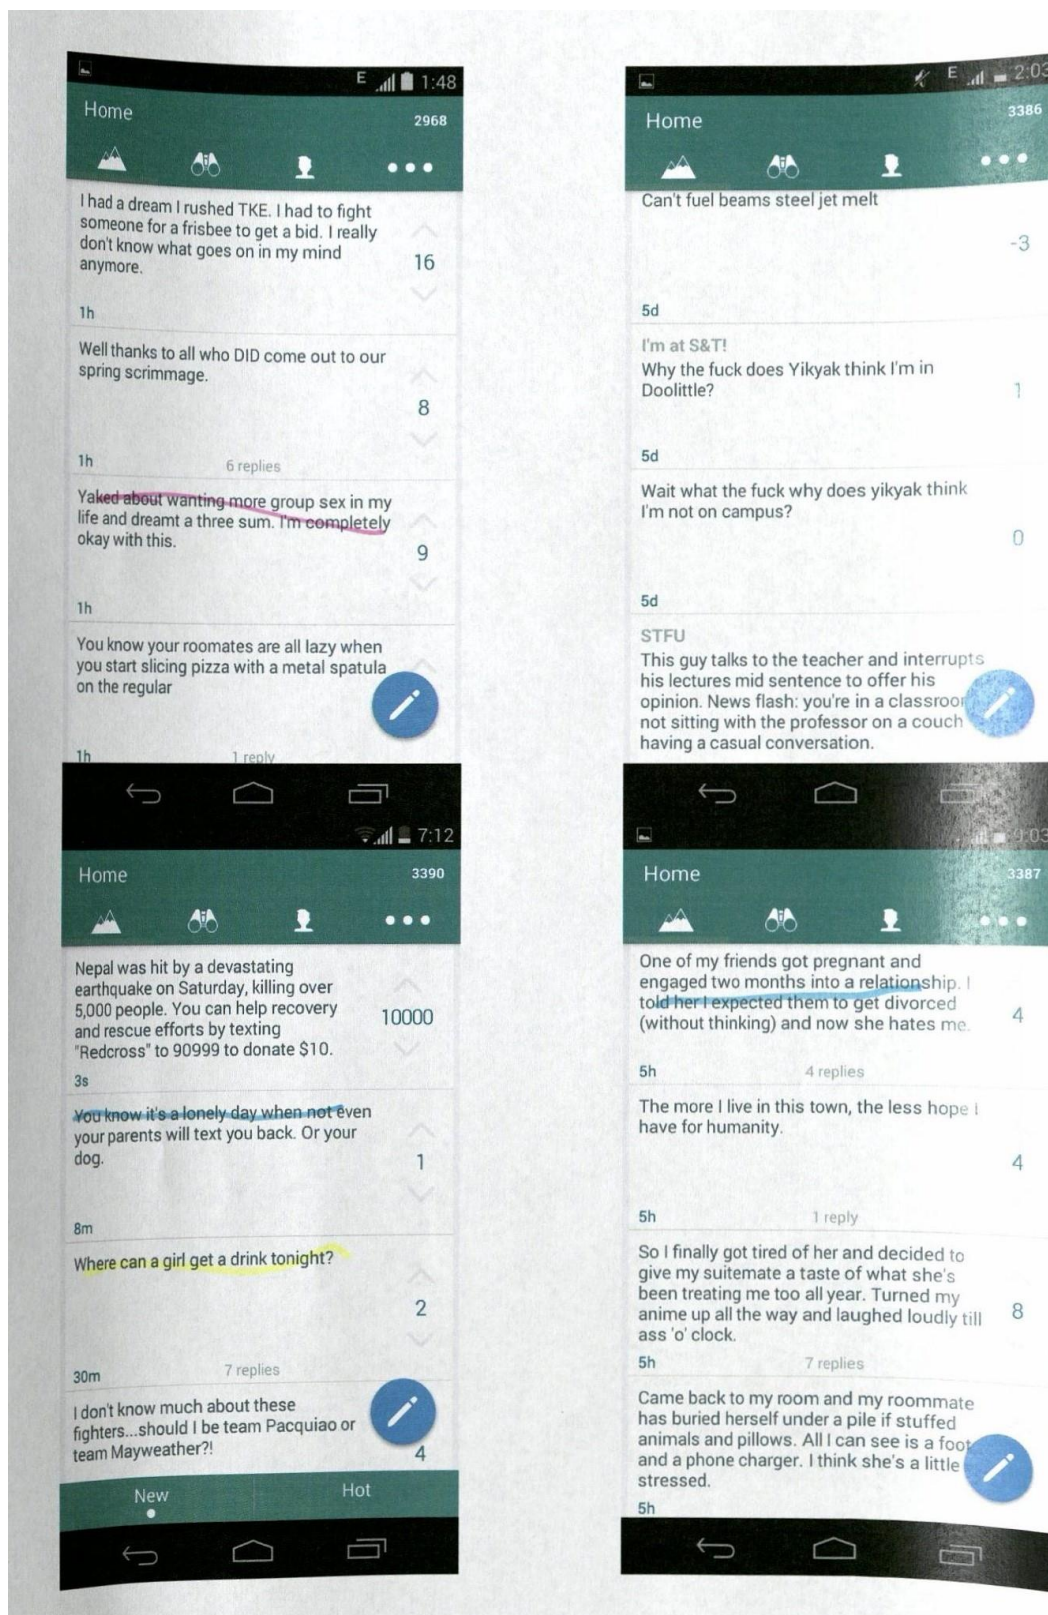 E 1:48
Home
2968
I had a dream I rushed TKE. I had to fight
someone for a frisbee to get a bid. I really
don't know what goes on in my mind
anymore.
16
1h
Well thanks to all who DID come out to our
spring scrimmage.
8
1h 6 replies
Yaked about wanting more group sex in my
life and dreamt a three sum. I'm completely
okay with this.
9
1h
You know your roomates are all lazy when
you start slicing pizza with a metal spatula
on the regular
1h 1 reply
7:12
Home
3390
Nepal was hit by a devastating
earthquake on Saturday, killing over
5,000 people. You can help recovery
and rescue efforts by texting
"Redcross" to 90999 to donate $10.
10000
3s
You know it's a lonely day when not even
your parents will text you back. Or your
dog.
1
8m
Where can a girl get a drink tonight?
2
30m 7 replies
I don't know much about these
fighters...should I be team Pacquiao or
team Mayweather?!
4
New Hot
E 2:03
Home
3386
Can't fuel beams steel jet melt
-3
5d
I'm at S&T!
Why the fuck does Yikyak think I'm in
Doolittle?
1
5d
Wait what the fuck why does yikyak think
I'm not on campus?
0
5d
STFU
This guy talks to the teacher and interrupts
his lectures mid sentence to offer his
opinion. News flash: you're in a classroom
not sitting with the professor on a couch
having a casual conversation.
9:03
Home
3387
One of my friends got pregnant and
engaged two months into a relationship. I
told her I expected them to get divorced
(without thinking) and now she hates me.
4
5h 4 replies
The more I live in this town, the less hope i
have for humanity.
4
5h 1 reply
So I finally got tired of her and decided to
give my suitemate a taste of what she's
been treating me too all year. Turned my
anime up all the way and laughed loudly till
ass 'o' clock.
8
5h 7 replies
Came back to my room and my roommate
has buried herself under a pile if stuffed
animals and pillows. All I can see is a foot
and a phone charger. I think she's a little
stressed.
5h